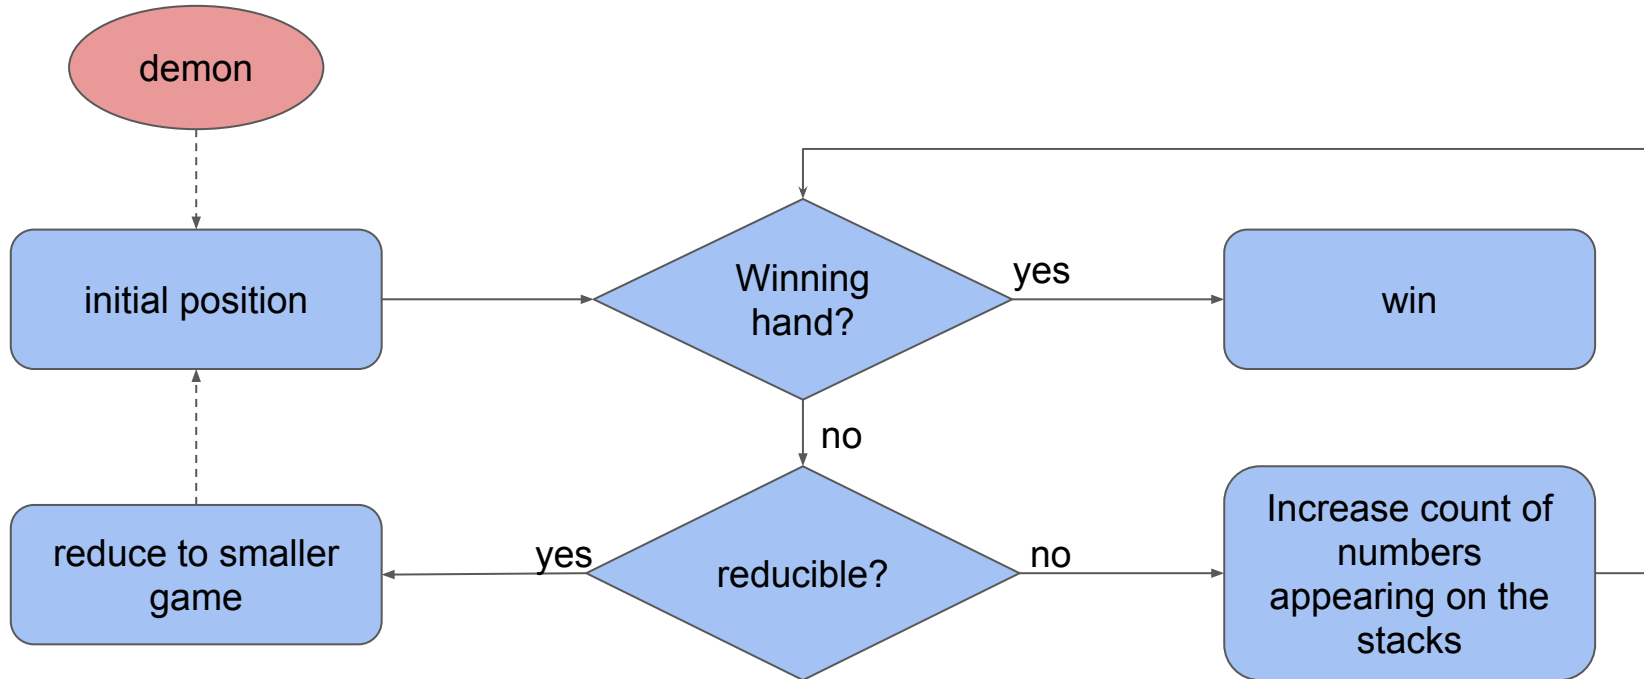 demon
initial position
Winning
hand?
yes
win
no
reduce to smaller
game
yes
reducible?
no
Increase count of
numbers
appearing on the
stacks